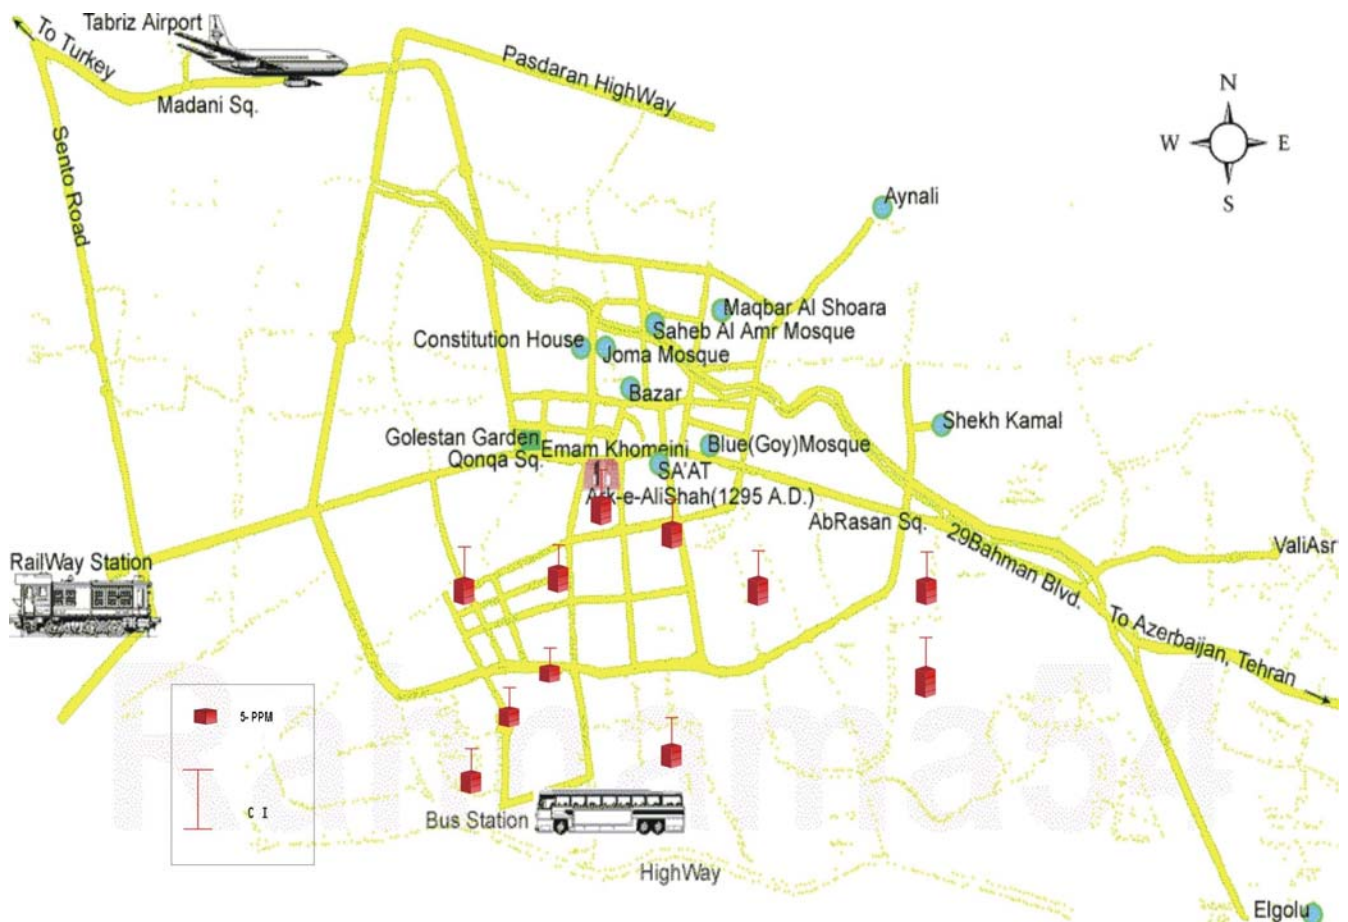 Tabriz Airport
To Turkey
Pasdaran HighWay
Madani Sq.
Sento Road
N
W
E
S
Aynali
Maqbar Al Shoara
Saheb Al Amr Mosque
Constitution House
Joma Mosque
Bazar
Shekh Kamal
Golestan Garden
Emam Khomeini
Blue(Goy)Mosque
Qonqa Sq.
SA'AT
Ark-e-AliShah(1295 A.D.)
AbRasan Sq.
29Bahman Blvd.
ValiAsr
RailWay Station
To Azerbaijan, Tehran
Rahnama54
5-PPM
C I
Bus Station
HighWay
Elgolu